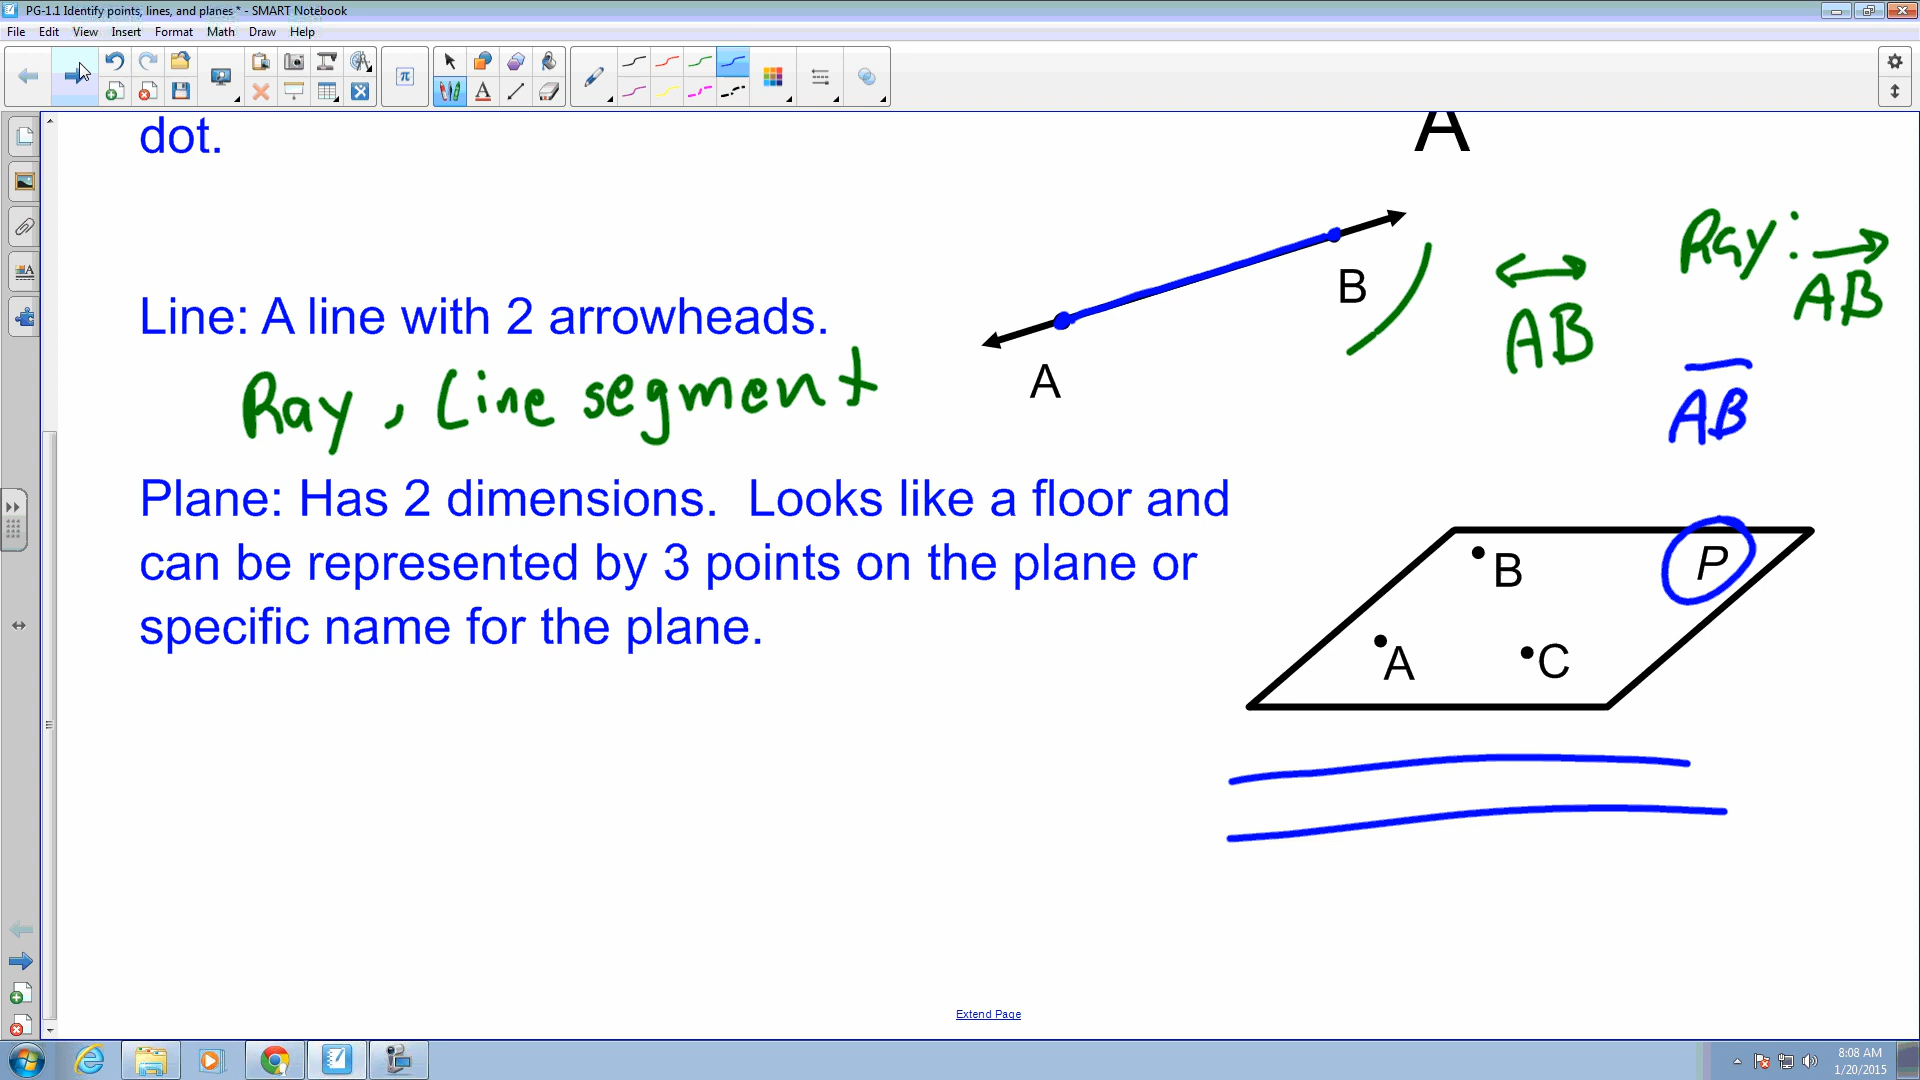 PG-1.1 Identify points, lines, and planes * - SMART Notebook
File Edit View Insert Format Math Draw Help
dot.
A
Ray: AB
B
AB
Line: A line with 2 arrowheads.
A
Ray, Line segment
AB
Plane: Has 2 dimensions. Looks like a floor and
can be represented by 3 points on the plane or
specific name for the plane.
B
P
A
C
Extend Page
8:08 AM
1/20/2015